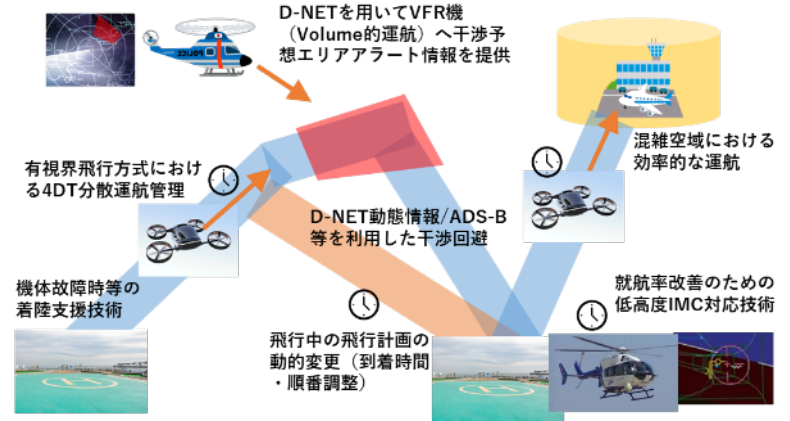 D-NETを用いてVFR機
（Volume的運航）へ干渉予
想エリアアラート情報を提供
POLICE
混雑空域における
効率的な運航
有視界飛行方式におけ
る4DT分散運航管理
D-NET動態情報/ADS-B
等を利用した干渉回避
機体故障時等の
着陸支援技術
就航率改善のための
低高度IMC対応技術
飛行中の飛行計画の
動的変更（到着時間
・順番調整）
H
H